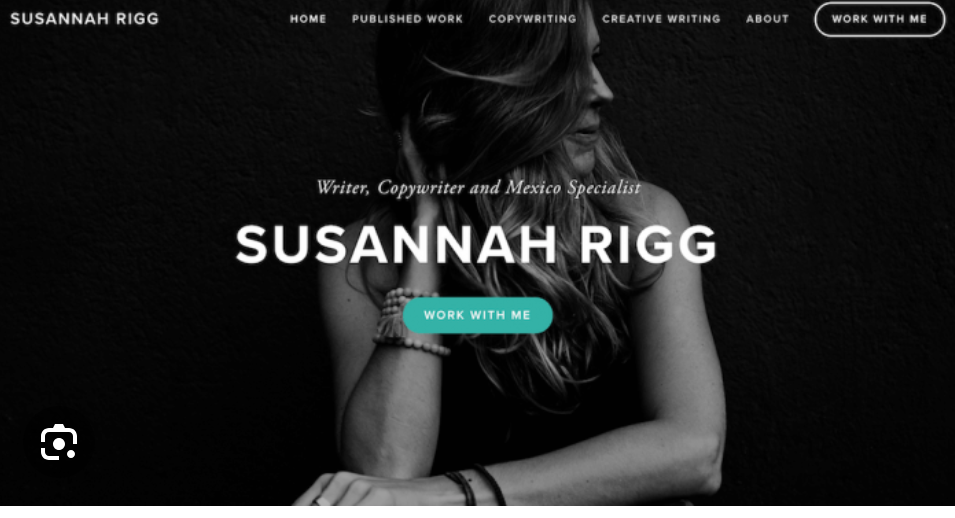 SUSANNAH RIGG
HOME PUBLISHED WORK COPYWRITING CREATIVE WRITING ABOUT WORK WITH ME
Writer, Copywriter and Mexico Specialist
SUSANNAH RIGG
WORK WITH ME